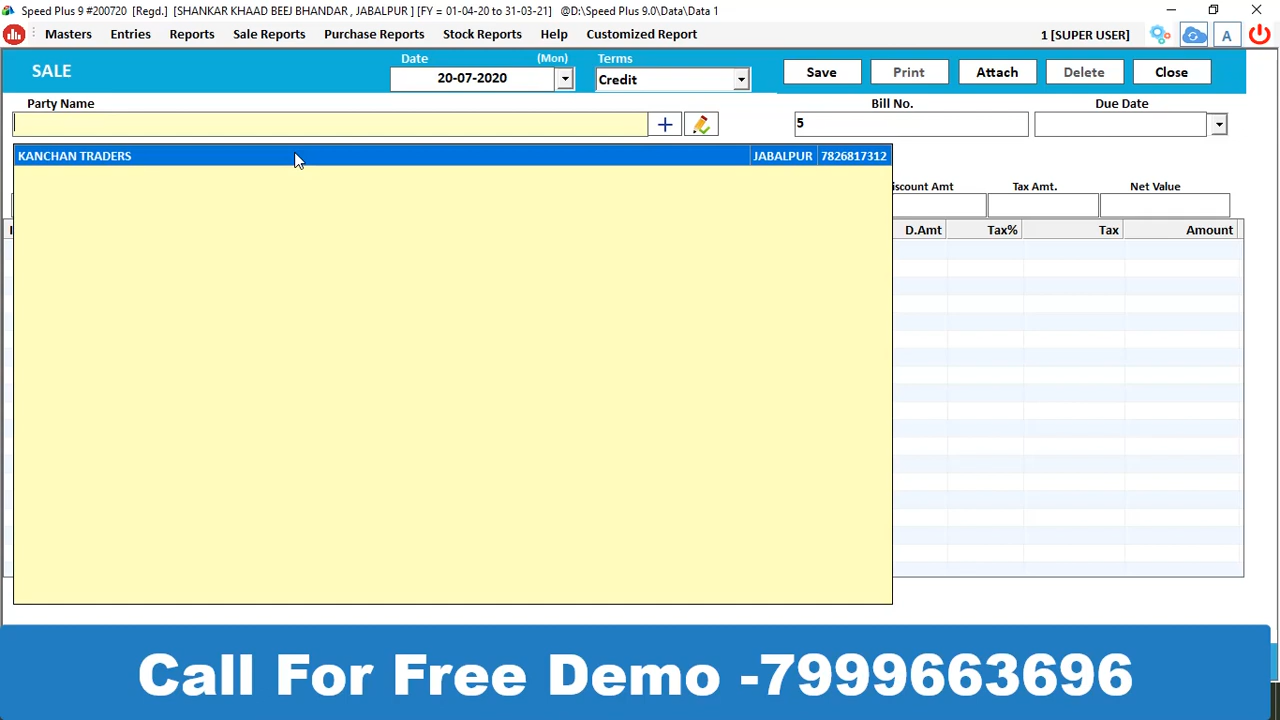 Speed Plus 9 #200720 [Regd.] [SHANKAR KHAAD BEEJ BHANDAR , JABALPUR ] [FY = 01-04-20 to 31-03-21] @D:\Speed Plus 9.0\Data\Data 1
Masters Entries Reports Sale Reports Purchase Reports Stock Reports Help Customized Report 1 [SUPER USER] A
Date (Mon) Terms
SALE 20-07-2020 Credit Save Print Attach Delete Close
Party Name Bill No. Due Date
5
KANCHAN TRADERS JABALPUR 7826817312
Discount Amt Tax Amt. Net Value
D.Amt Tax% Tax Amount
Call For Free Demo -7999663696